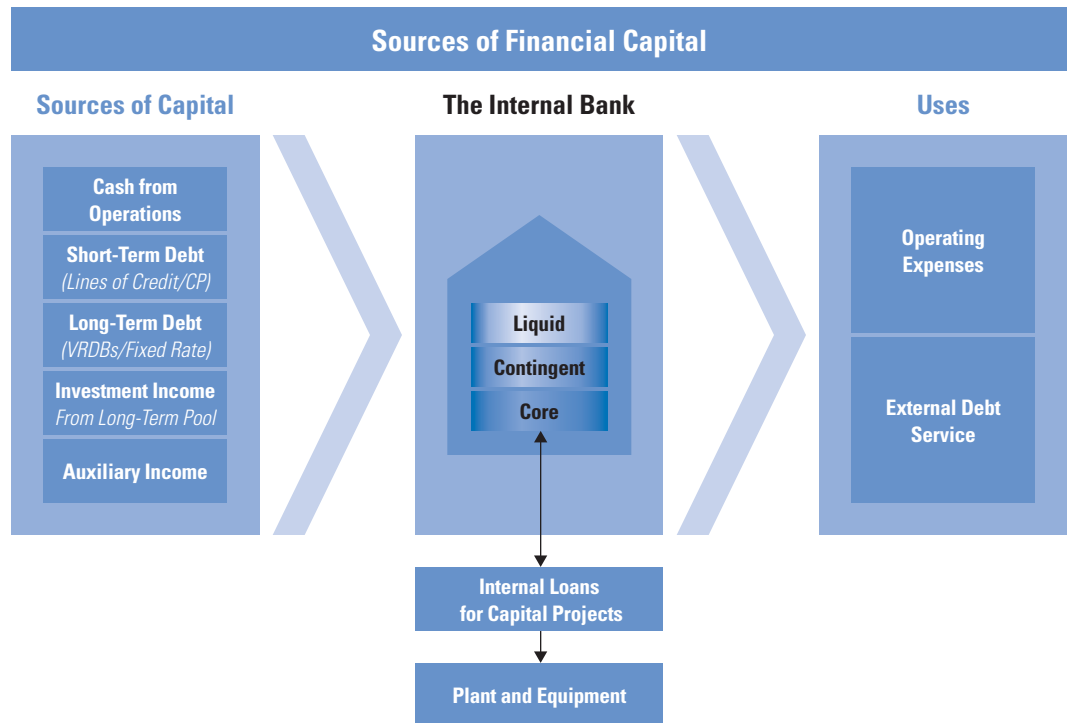 Sources of Financial Capital
Sources of Capital
Cash from
Operations
Short-Term Debt
(Lines of Credit/CP)
Long-Term Debt
(VRDBs/Fixed Rate)
Investment Income
From Long-Term Pool
Auxiliary Income
The Internal Bank
Liquid
Contingent
Core
Internal Loans
for Capital Projects
Plant and Equipment
Uses
Operating
Expenses
External Debt
Service